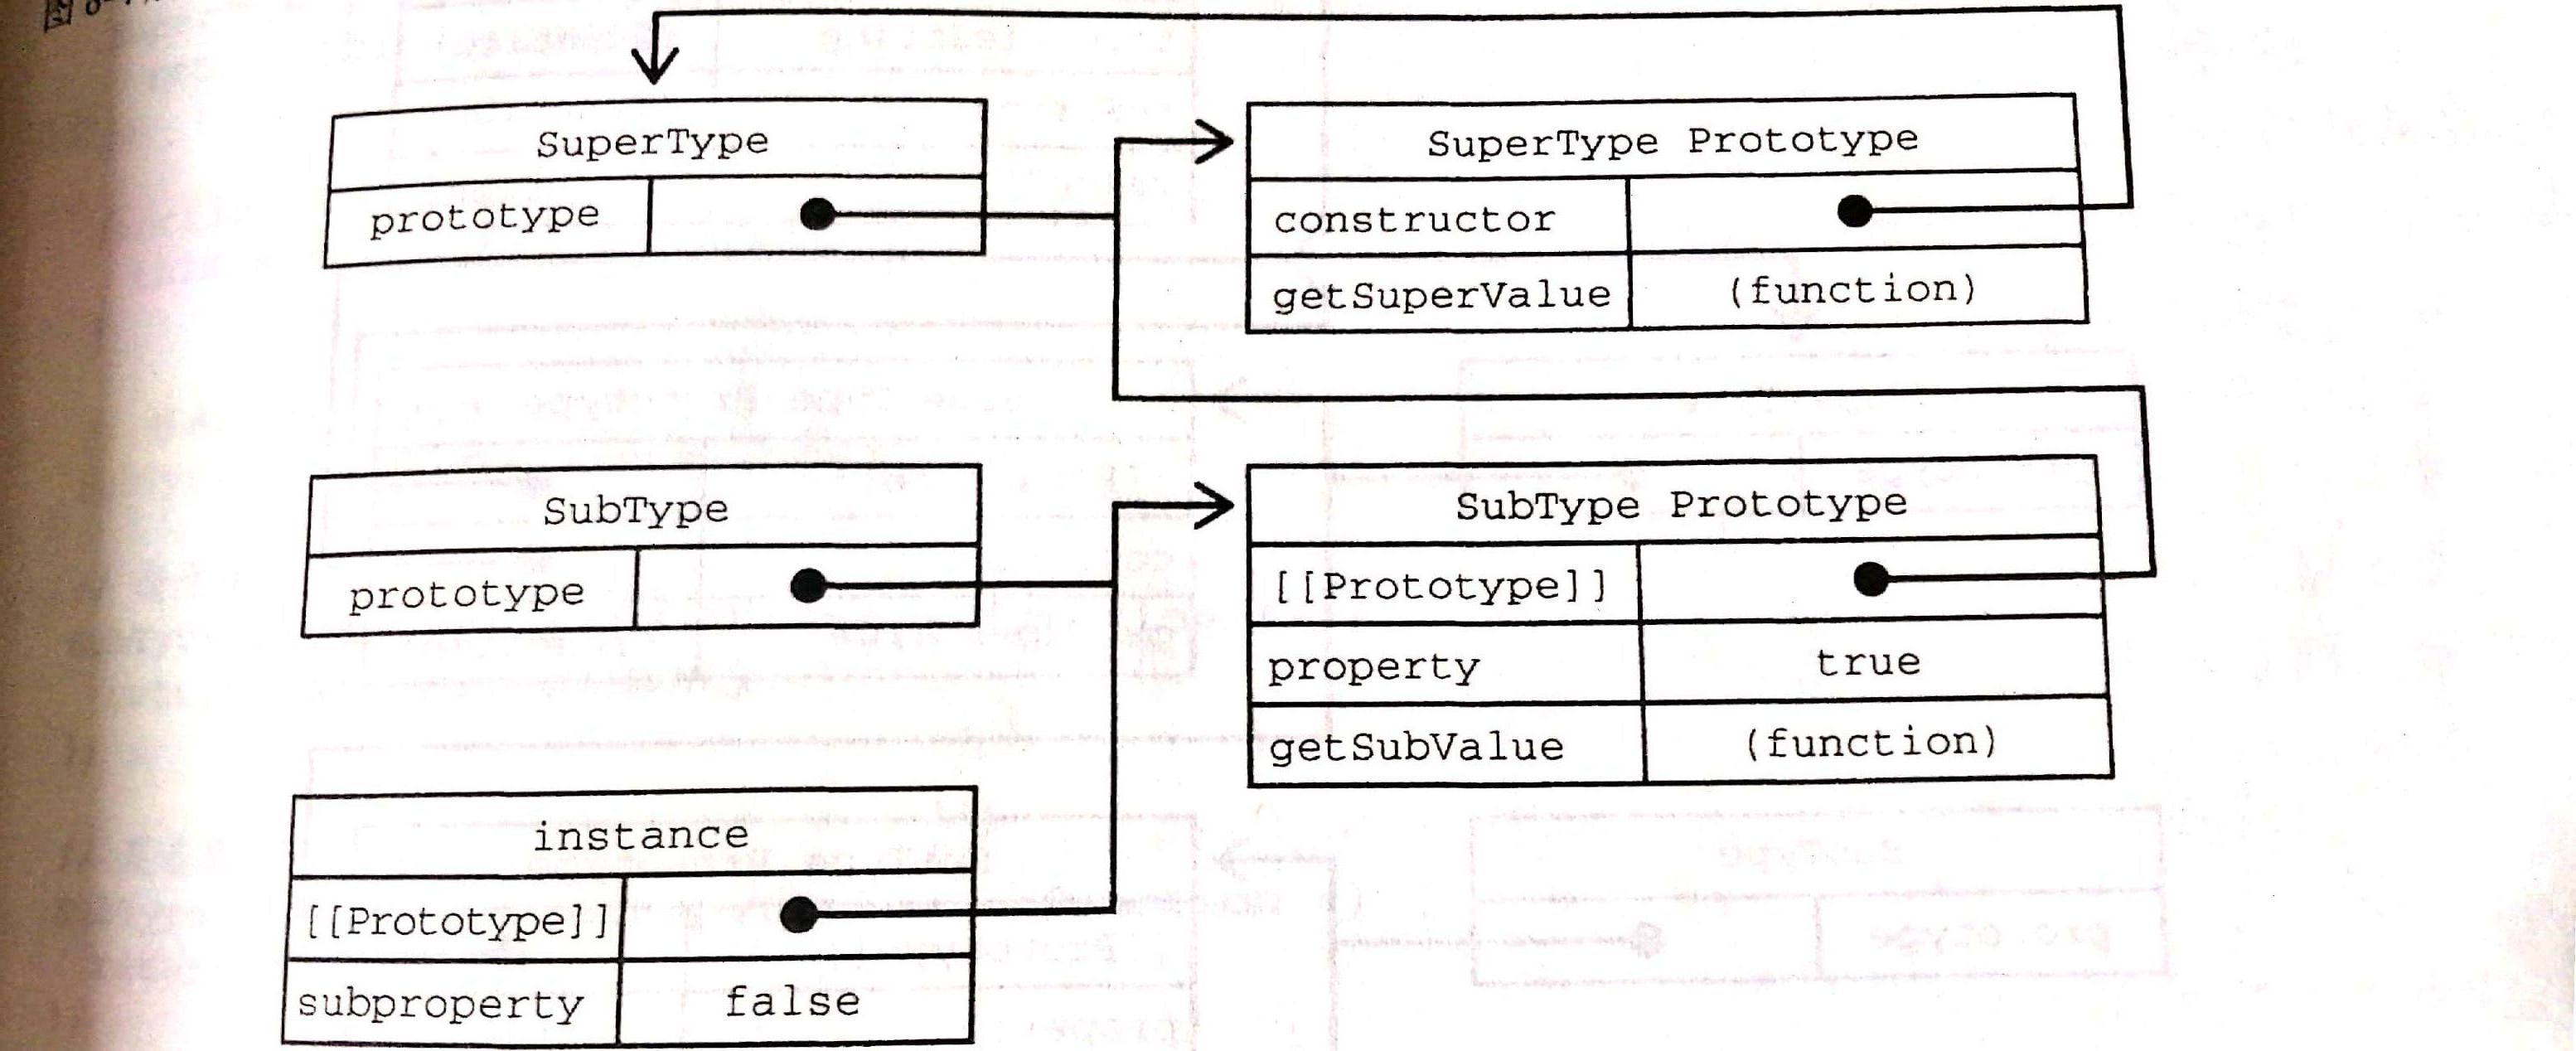 SuperType
prototype
SuperType Prototype
constructor
getSuperValue (function)
SubType
prototype
SubType Prototype
[[Prototype]]
property true
getSubValue (function)
instance
[[Prototype]]
subproperty false